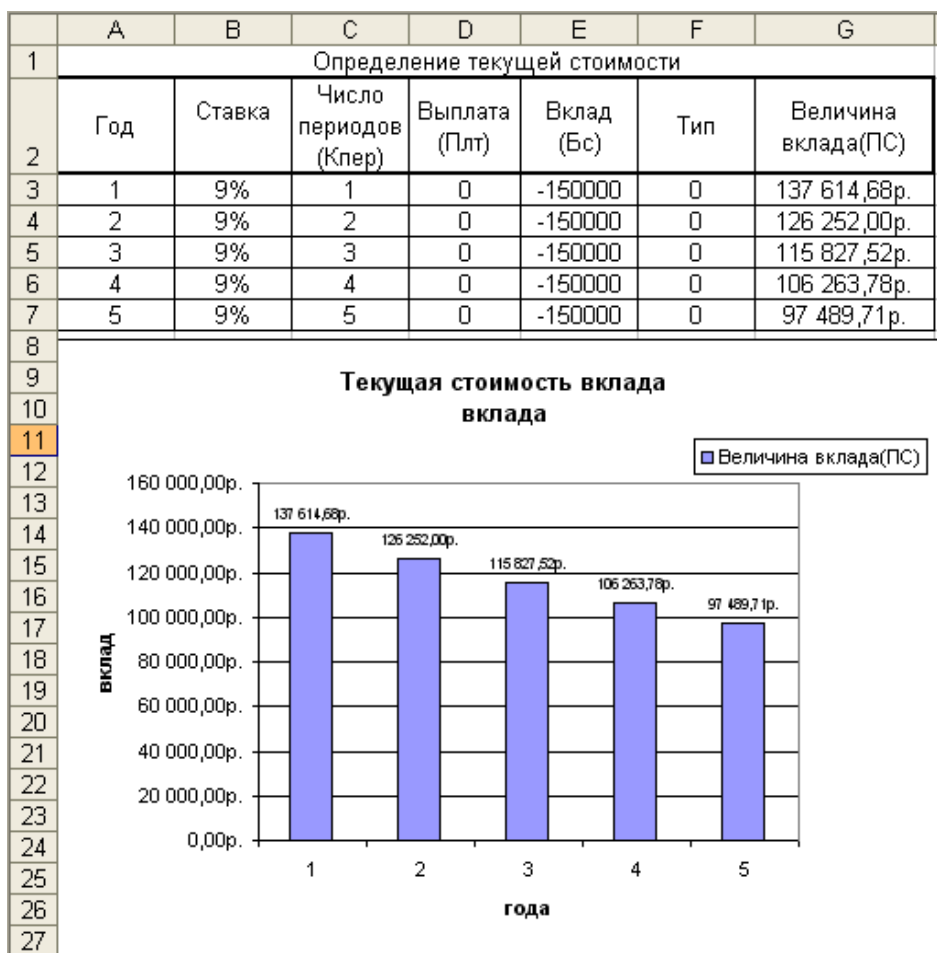 A B C D E F G
1 Определение текущей стоимости
2 Год Ставка Число периодов (Кпер) Выплата (Плт) Вклад (Бс) Тип Величина вклада(ПС)
3 1 9% 1 0 -150000 0 137 614,68р.
4 2 9% 2 0 -150000 0 126 252,00р.
5 3 9% 3 0 -150000 0 115 827,52р.
6 4 9% 4 0 -150000 0 106 263,78р.
7 5 9% 5 0 -150000 0 97 489,71р.
8
9
10
11
12
13
14
15
16
17
18
19
20
21
22
23
24
25
26
27
Текущая стоимость вклада
вклада
Величина вклада(ПС)
160 000,00р.
140 000,00р.
120 000,00р.
100 000,00р.
80 000,00р.
60 000,00р.
40 000,00р.
20 000,00р.
0,00р.
вклад
137 614,68р.
126 252,00р.
115 827,52р.
106 263,78р.
97 489,71р.
1 2 3 4 5
года